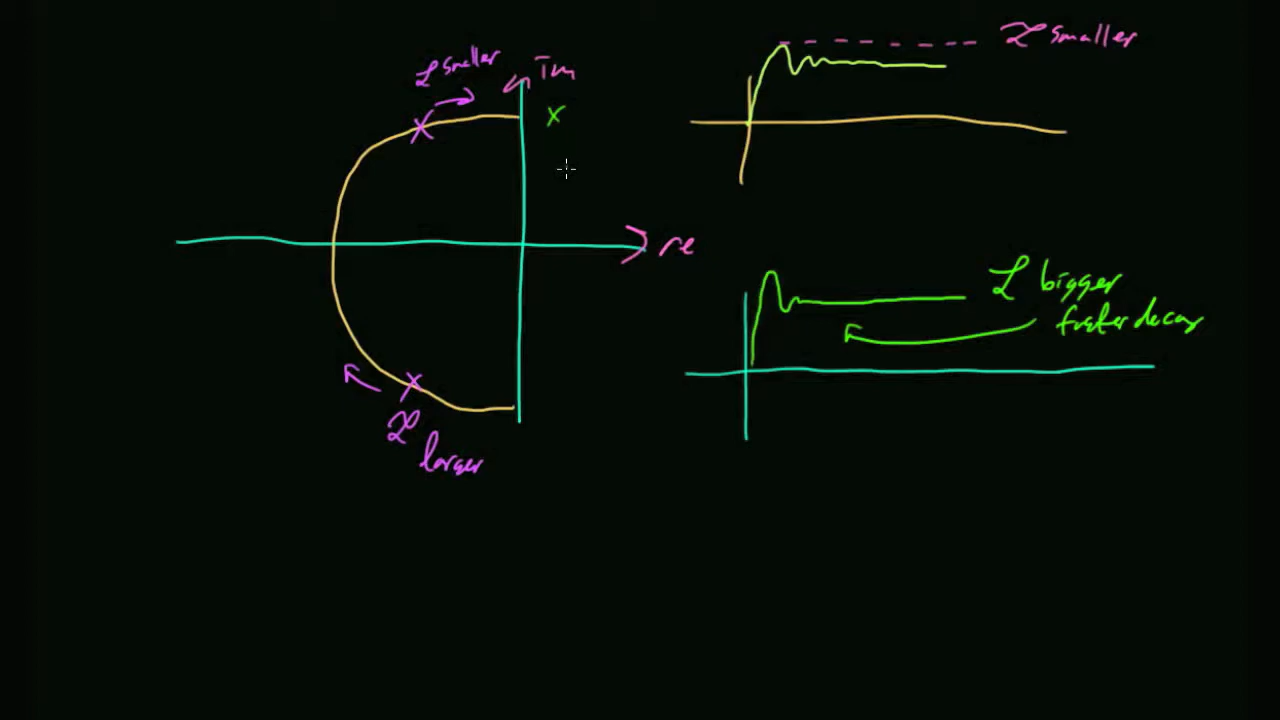 ζ smaller
Im
x
ζ smaller
re
ζ bigger
faster decay
ζ
larger